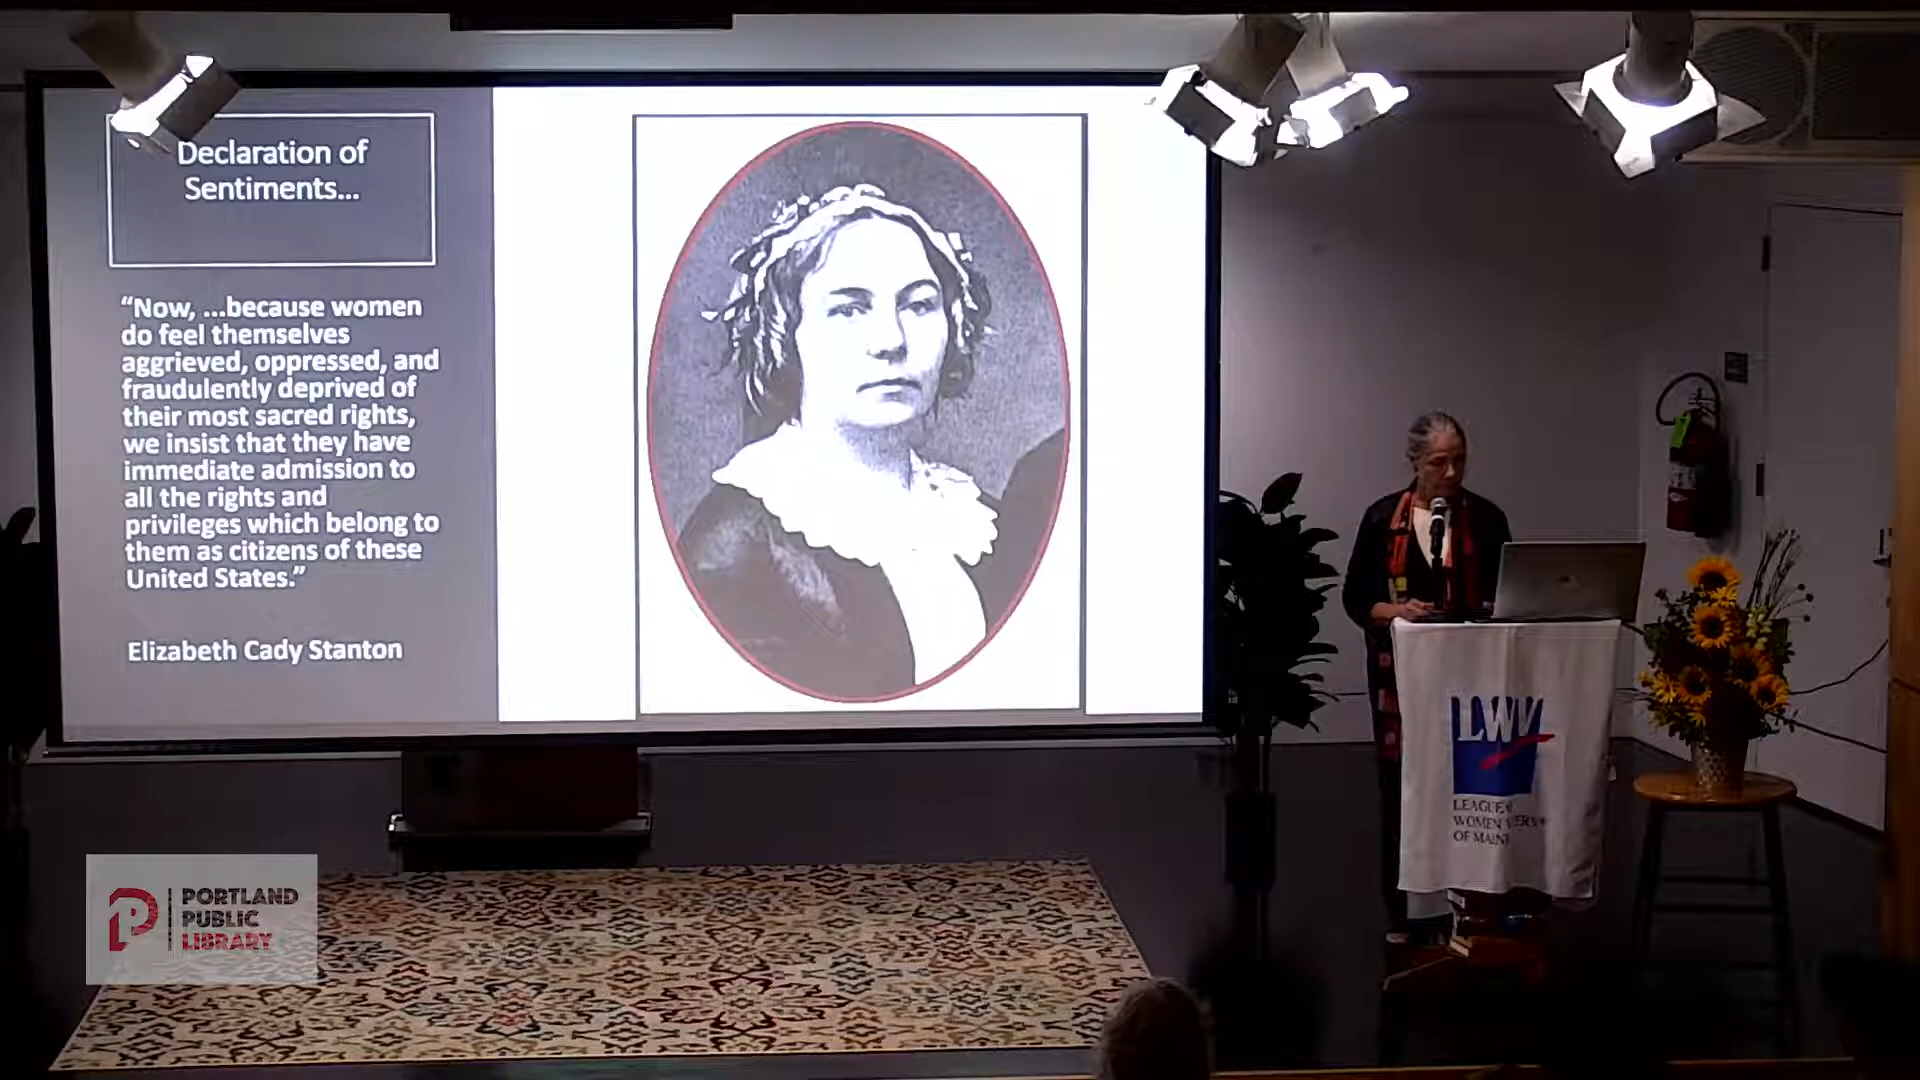 Declaration of
Sentiments...
“Now, ...because women
do feel themselves
aggrieved, oppressed, and
fraudulently deprived of
their most sacred rights,
we insist that they have
immediate admission to
all the rights and
privileges which belong to
them as citizens of these
United States.”
Elizabeth Cady Stanton
LWV
LEAGUE
WOMEN
OF MAINE
PORTLAND
PUBLIC
LIBRARY